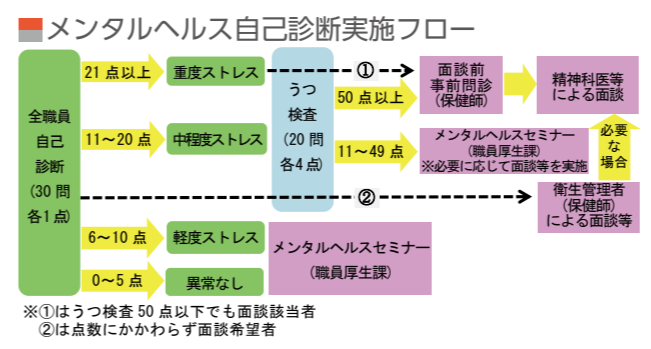 メンタルヘルス自己診断実施フロー
全職員
自己
診断
(30問
各1点)
21点以上
重度ストレス
11〜20点
中程度ストレス
6〜10点
軽度ストレス
0〜5点
異常なし
うつ
検査
(20問
各4点)
①
50点以上
面談前
事前問診
(保健師)
精神科医等
による面談
11〜49点
メンタルヘルスセミナー
(職員厚生課)
※必要に応じて面談等を実施
必要
な
場合
②
衛生管理者
(保健師)
による面談等
メンタルヘルスセミナー
(職員厚生課)
※①はうつ検査50点以下でも面談該当者
②は点数にかかわらず面談希望者